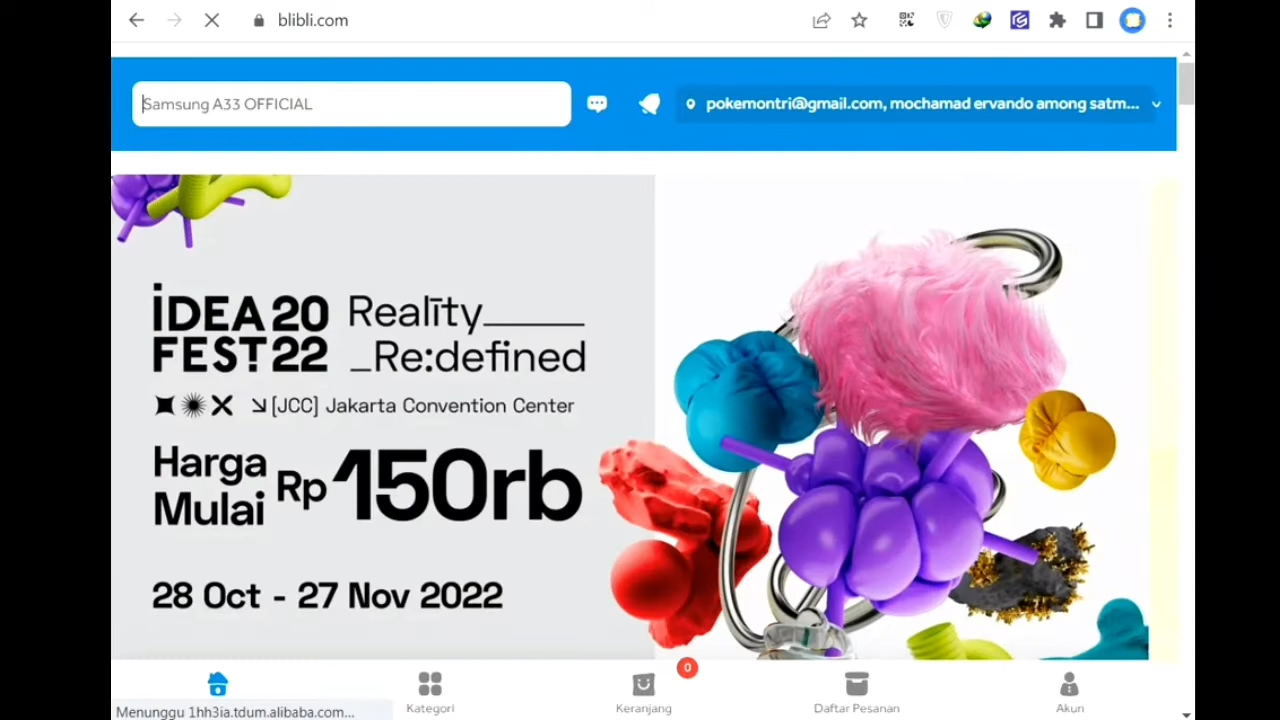 blibli.com
Samsung A33 OFFICIAL
pokemontri@gmail.com, mochamad ervando among satm...
iDEA 20
FEST 22
Reality_____
_Re:defined
[JCC] Jakarta Convention Center
Harga
Mulai
Rp 150rb
28 Oct - 27 Nov 2022
0
Kategori
Keranjang
Daftar Pesanan
Akun
Menunggu 1hh3ia.tdum.alibaba.com...